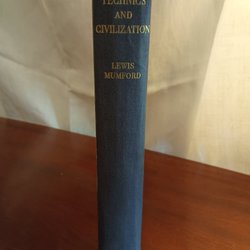 TECHNICS
AND
CIVILIZATION
LEWIS
MUMFORD